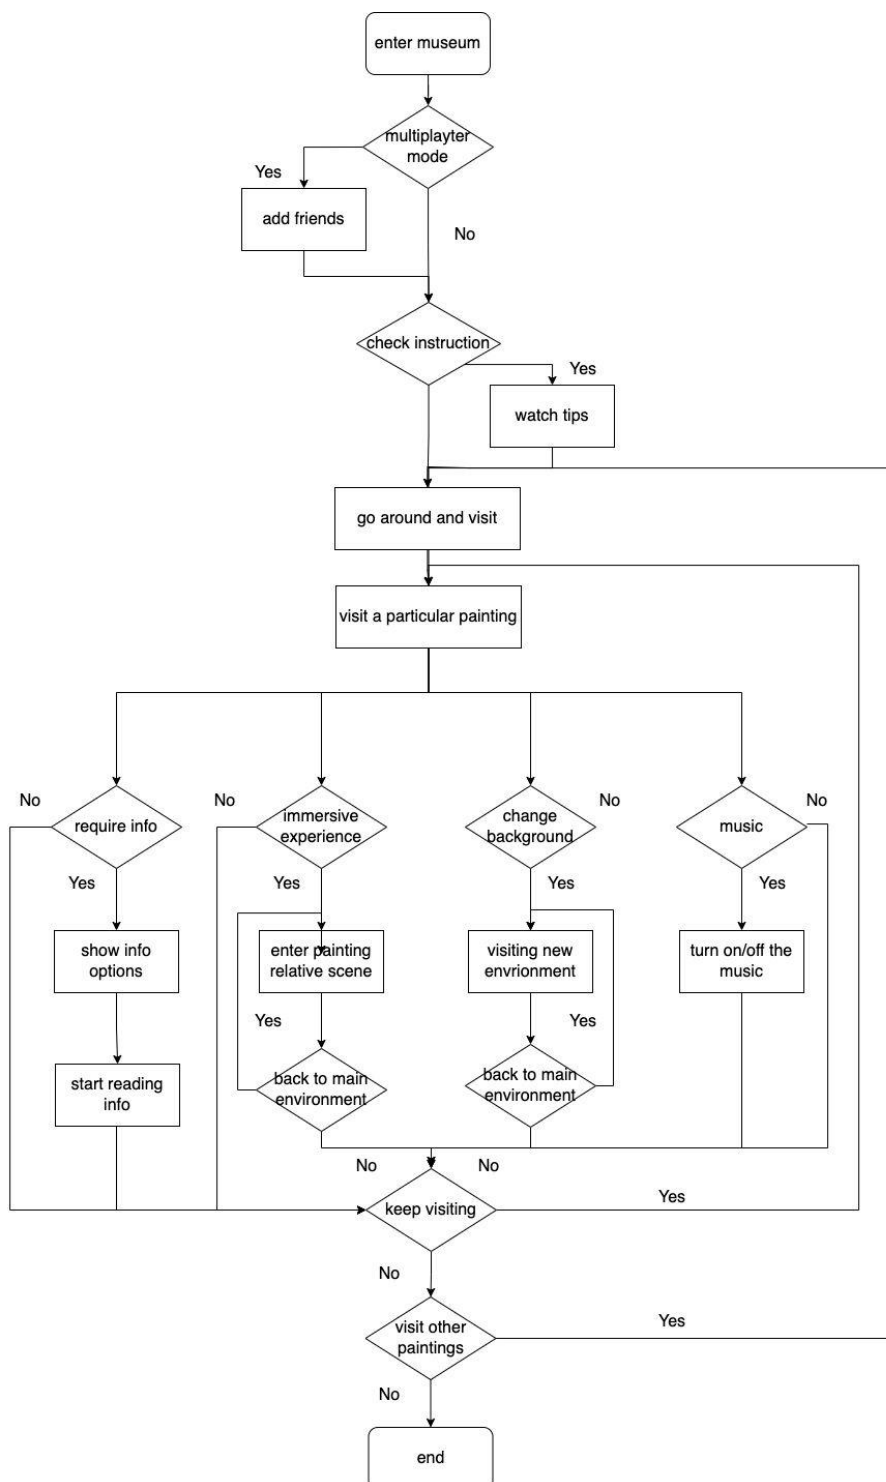 enter museum
multiplayter
mode
Yes
add friends
No
check instruction
Yes
watch tips
go around and visit
visit a particular painting
No
require info
No
immersive
experience
change
background
No
music
No
Yes
Yes
Yes
Yes
show info
options
enter painting
relative scene
visiting new
envrionment
turn on/off the
music
Yes
Yes
start reading
info
back to main
environment
back to main
environment
No
No
keep visiting
Yes
No
visit other
paintings
Yes
No
end